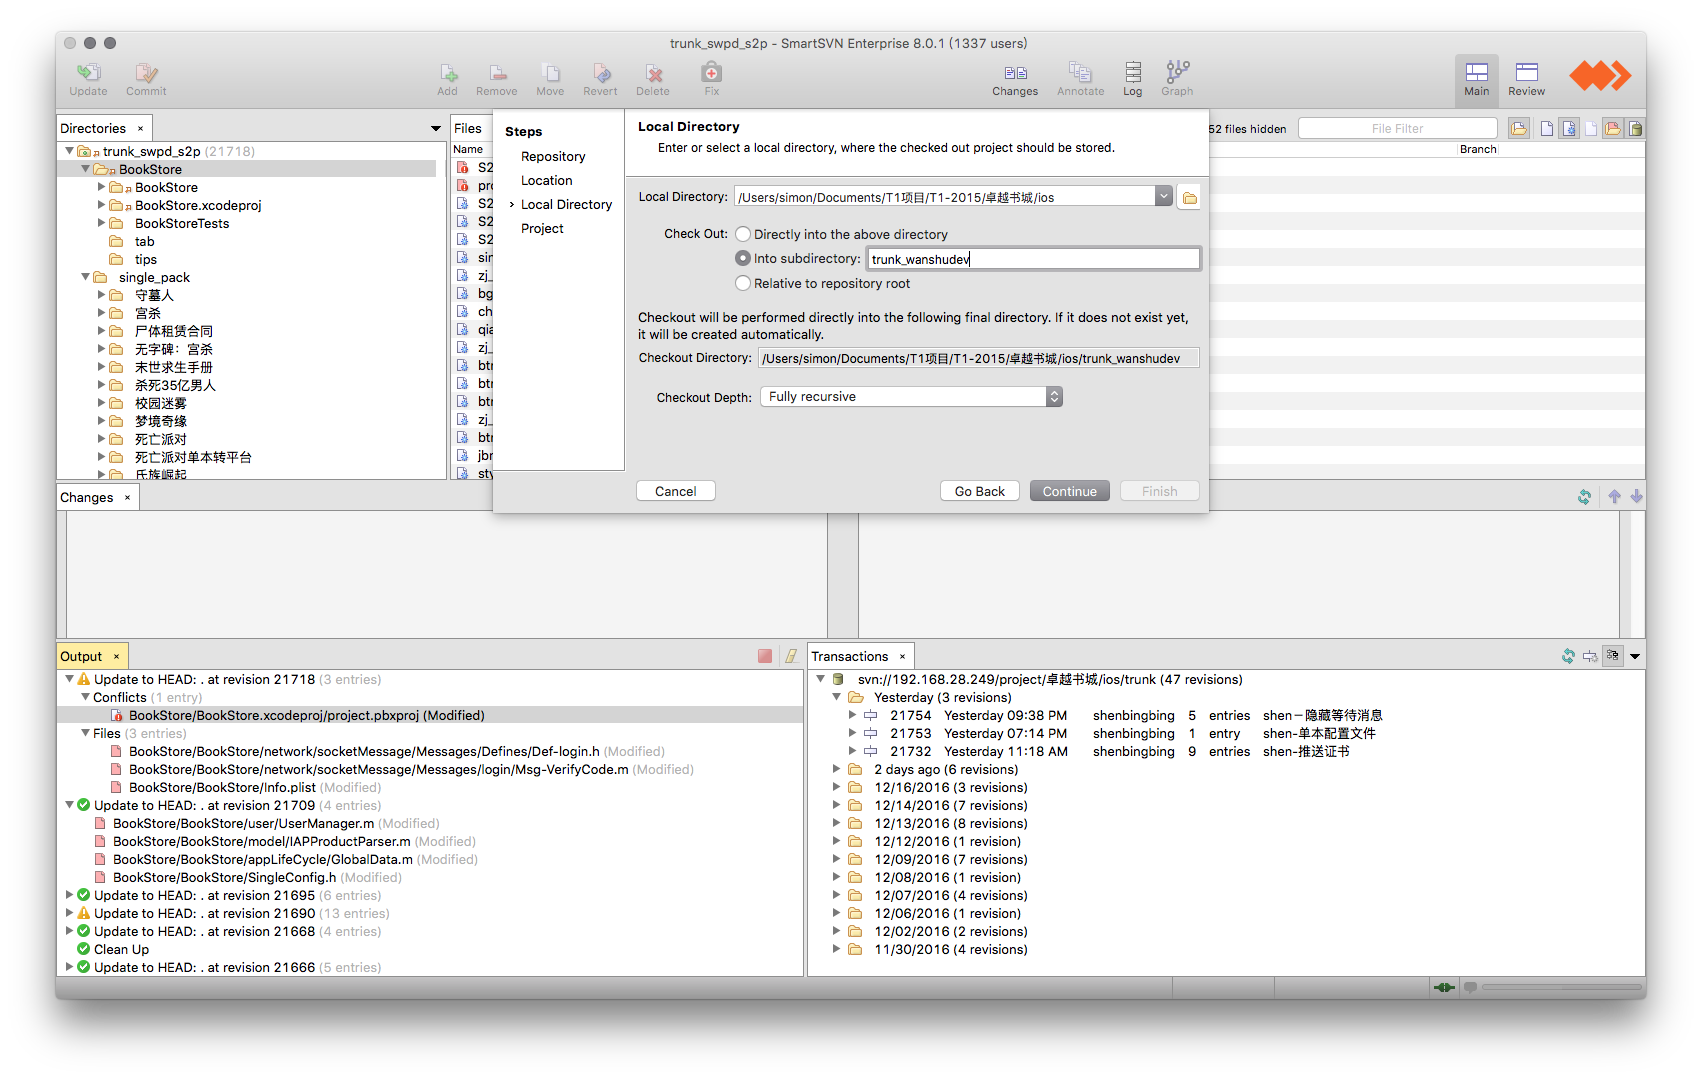 trunk_swpd_s2p - SmartSVN Enterprise 8.0.1 (1337 users)
Update
Commit
Add
Remove
Move
Revert
Delete
Fix
Changes
Annotate
Log
Graph
Main
Review
Directories ×
trunk_swpd_s2p (21718)
BookStore
BookStore
BookStore.xcodeproj
BookStoreTests
tab
tips
single_pack
守墓人
宫杀
尸体租赁合同
无字碑：宫杀
末世求生手册
杀死35亿男人
校园迷雾
梦境奇缘
死亡派对
死亡派对单本转平台
氏族崛起
Files
Name
S2
pro
S2
S2
S2
sin
zj_
bg
ch
qia
zj_
btr
btr
btr
zj_
btr
jbr
sty
52 files hidden
File Filter
Branch
Steps
Repository
Location
› Local Directory
Project
Local Directory
Enter or select a local directory, where the checked out project should be stored.
Local Directory: /Users/simon/Documents/T1项目/T1-2015/卓越书城/ios
Check Out: Directly into the above directory
Into subdirectory: trunk_wanshudev
Relative to repository root
Checkout will be performed directly into the following final directory. If it does not exist yet,
it will be created automatically.
Checkout Directory: /Users/simon/Documents/T1项目/T1-2015/卓越书城/ios/trunk_wanshudev
Checkout Depth: Fully recursive
Cancel
Go Back
Continue
Finish
Changes ×
Output ×
Update to HEAD: . at revision 21718 (3 entries)
Conflicts (1 entry)
BookStore/BookStore.xcodeproj/project.pbxproj (Modified)
Files (3 entries)
BookStore/BookStore/network/socketMessage/Messages/Defines/Def-login.h (Modified)
BookStore/BookStore/network/socketMessage/Messages/login/Msg-VerifyCode.m (Modified)
BookStore/BookStore/Info.plist (Modified)
Update to HEAD: . at revision 21709 (4 entries)
BookStore/BookStore/user/UserManager.m (Modified)
BookStore/BookStore/model/IAPProductParser.m (Modified)
BookStore/BookStore/appLifeCycle/GlobalData.m (Modified)
BookStore/BookStore/SingleConfig.h (Modified)
Update to HEAD: . at revision 21695 (6 entries)
Update to HEAD: . at revision 21690 (13 entries)
Update to HEAD: . at revision 21668 (4 entries)
Clean Up
Update to HEAD: . at revision 21666 (5 entries)
Transactions ×
svn://192.168.28.249/project/卓越书城/ios/trunk (47 revisions)
Yesterday (3 revisions)
21754 Yesterday 09:38 PM shenbingbing 5 entries shen－隐藏等待消息
21753 Yesterday 07:14 PM shenbingbing 1 entry shen-单本配置文件
21732 Yesterday 11:18 AM shenbingbing 9 entries shen-推送证书
2 days ago (6 revisions)
12/16/2016 (3 revisions)
12/14/2016 (7 revisions)
12/13/2016 (8 revisions)
12/12/2016 (1 revision)
12/09/2016 (7 revisions)
12/08/2016 (1 revision)
12/07/2016 (4 revisions)
12/06/2016 (1 revision)
12/02/2016 (2 revisions)
11/30/2016 (4 revisions)